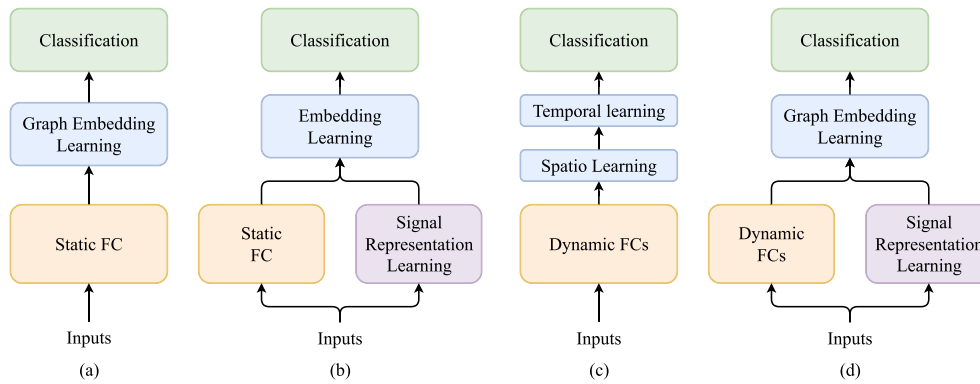 Classification
Graph Embedding
Learning
Static FC
Inputs
(a)
Classification
Embedding
Learning
Static
FC
Signal
Representation
Learning
Inputs
(b)
Classification
Temporal learning
Spatio Learning
Dynamic FCs
Inputs
(c)
Classification
Graph Embedding
Learning
Dynamic
FCs
Signal
Representation
Learning
Inputs
(d)